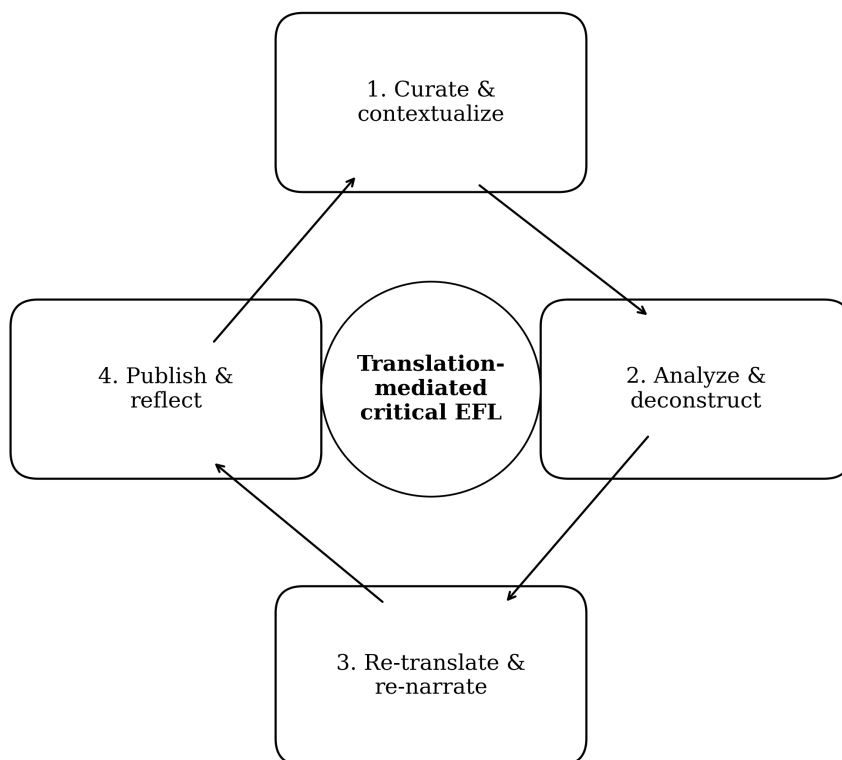 1. Curate &
contextualize
Translation-
mediated
critical EFL
4. Publish &
reflect
2. Analyze &
deconstruct
3. Re-translate &
re-narrate